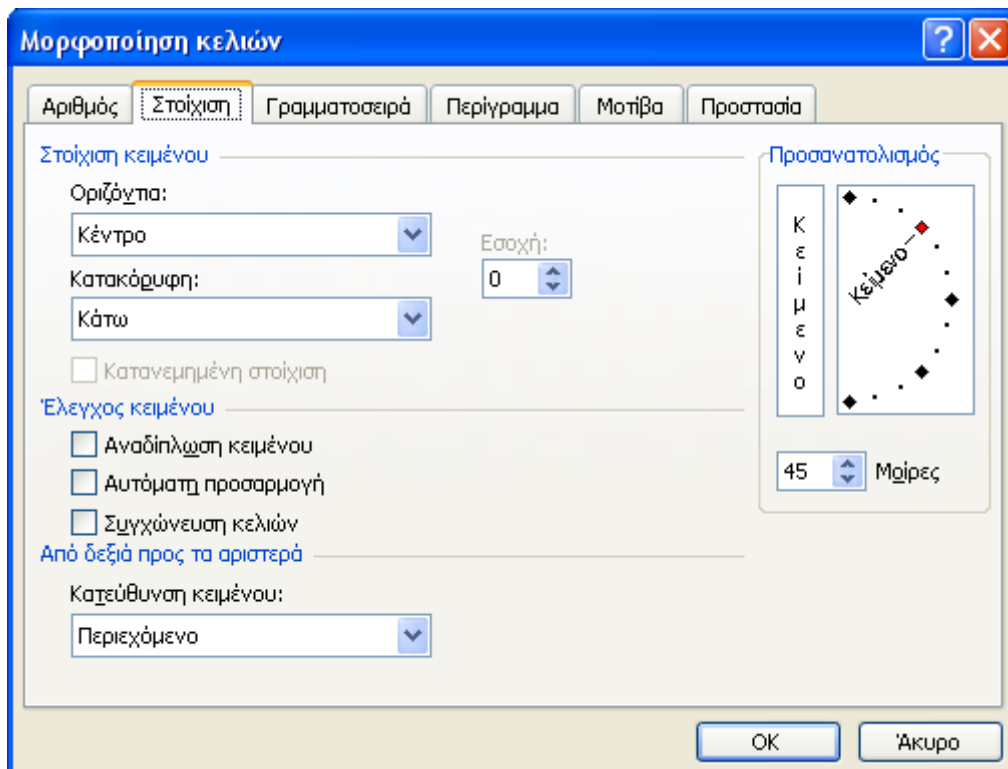 Μορφοποίηση κελιών
Αριθμός Στοίχιση Γραμματοσειρά Περίγραμμα Μοτίβα Προστασία
Στοίχιση κειμένου
Οριζόντια:
Κέντρο
Εσοχή:
0
Κατακόρυφη:
Κάτω
Κατανεμημένη στοίχιση
Έλεγχος κειμένου
Αναδίπλωση κειμένου
Αυτόματη προσαρμογή
Συγχώνευση κελιών
Από δεξιά προς τα αριστερά
Κατεύθυνση κειμένου:
Περιεχόμενο
Προσανατολισμός
Κείμενο
Κείμενο
45 Μοίρες
OK Άκυρο